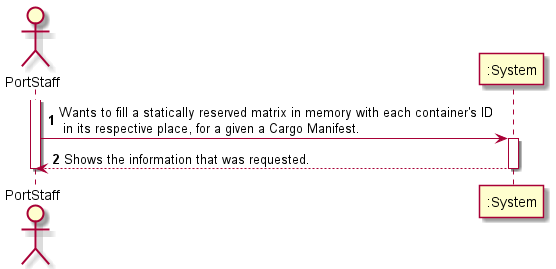 PortStaff
:System
1 Wants to fill a statically reserved matrix in memory with each container's ID
in its respective place, for a given a Cargo Manifest.
2 Shows the information that was requested.
PortStaff
:System